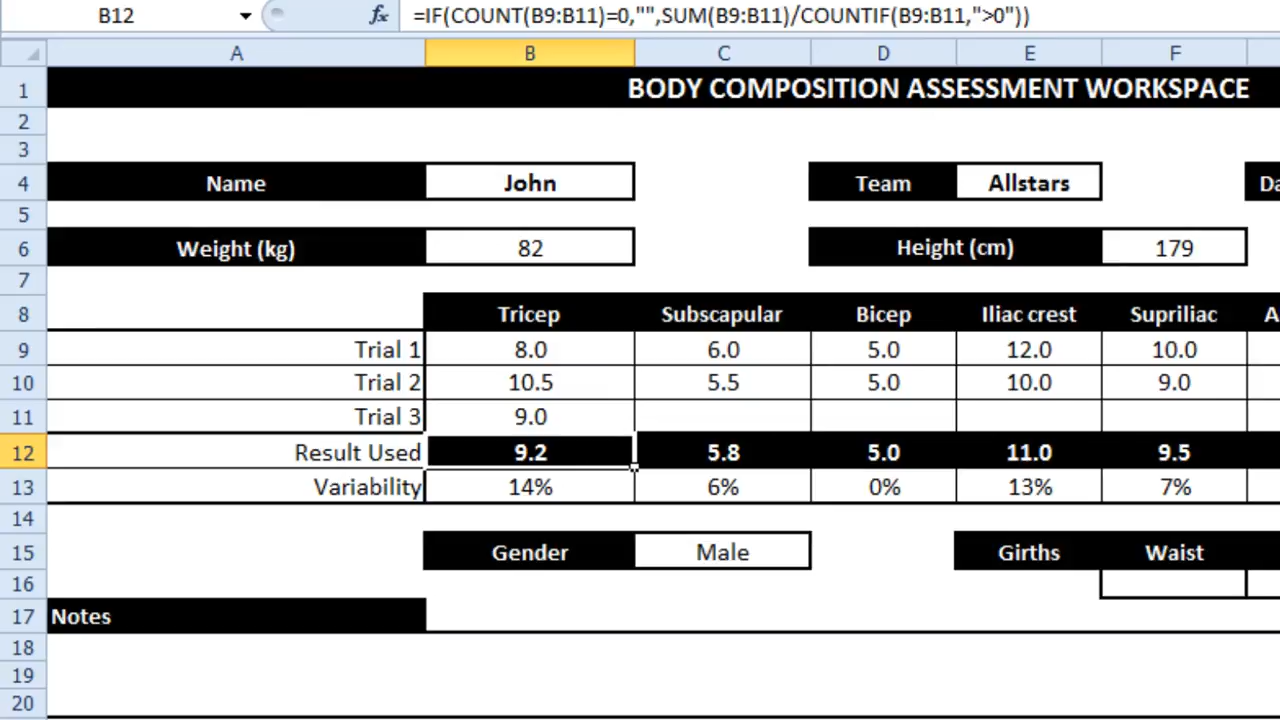 B12 fx =IF(COUNT(B9:B11)=0,"",SUM(B9:B11)/COUNTIF(B9:B11,">0"))
A B C D E F
1 BODY COMPOSITION ASSESSMENT WORKSPACE
2
3
4 Name John Team Allstars Da
5
6 Weight (kg) 82 Height (cm) 179
7
8 Tricep Subscapular Bicep Iliac crest Supriliac A
9 Trial 1 8.0 6.0 5.0 12.0 10.0
10 Trial 2 10.5 5.5 5.0 10.0 9.0
11 Trial 3 9.0
12 Result Used 9.2 5.8 5.0 11.0 9.5
13 Variability 14% 6% 0% 13% 7%
14
15 Gender Male Girths Waist
16
17 Notes
18
19
20